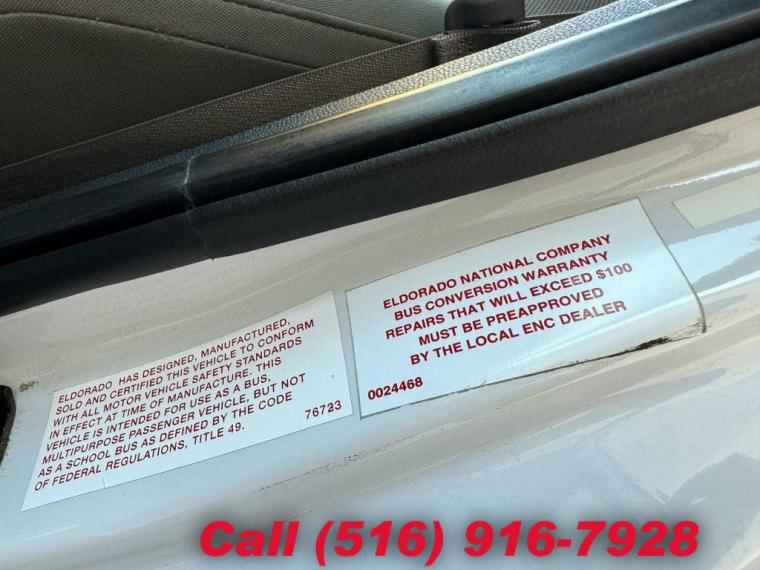 ELDORADO HAS DESIGNED, MANUFACTURED,
SOLD AND CERTIFIED THIS VEHICLE TO CONFORM
WITH ALL MOTOR VEHICLE SAFETY STANDARDS
IN EFFECT AT TIME OF MANUFACTURE. THIS
VEHICLE IS INTENDED FOR USE AS A BUS,
MULTIPURPOSE PASSENGER VEHICLE, BUT NOT
AS A SCHOOL BUS AS DEFINED BY THE CODE
OF FEDERAL REGULATIONS, TITLE 49.
76723
ELDORADO NATIONAL COMPANY
BUS CONVERSION WARRANTY
REPAIRS THAT WILL EXCEED $100
MUST BE PREAPPROVED
BY THE LOCAL ENC DEALER
0024468
Call (516) 916-7928